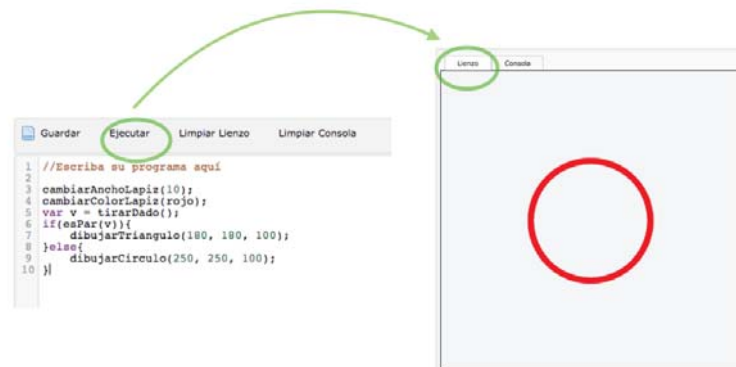 Lienzo Consola
Guardar Ejecutar Limpiar Lienzo Limpiar Consola
1 //Escriba su programa aquí
2
3 cambiarAnchoLapiz(10);
4 cambiarColorLapiz(rojo);
5 var v = tirarDado();
6 if(esPar(v)){
7 dibujarTriangulo(180, 180, 100);
8 }else{
9 dibujarCirculo(250, 250, 100);
10 }